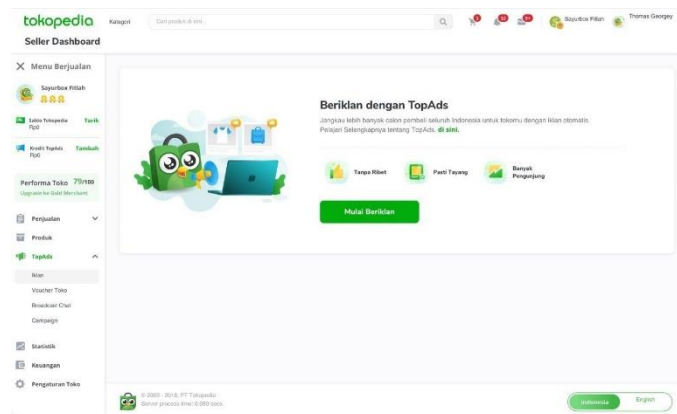 tokopedia
Kategori
Cari produk di sini
Sayurbox Fitlah
Thomas Georgey
Seller Dashboard
Menu Berjualan
Sayurbox Fitlah
Saldo Tokopedia
Rp0
Tarik
Kredit TopAds
Rp0
Tambah
Performa Toko 79/100
Upgrade ke Gold Merchant
Penjualan
Produk
TopAds
Iklan
Voucher Toko
Broadcast Chat
Campaign
Statistik
Keuangan
Pengaturan Toko
Beriklan dengan TopAds
Jangkau lebih banyak calon pembeli seluruh Indonesia untuk tokomu dengan iklan otomatis.
Pelajari Selengkapnya tentang TopAds. di sini.
Tanpa Ribet
Pasti Tayang
Banyak
Pengunjung
Mulai Beriklan
© 2009 - 2018, PT Tokopedia
Server process time: 0.060 secs.
Indonesia
English